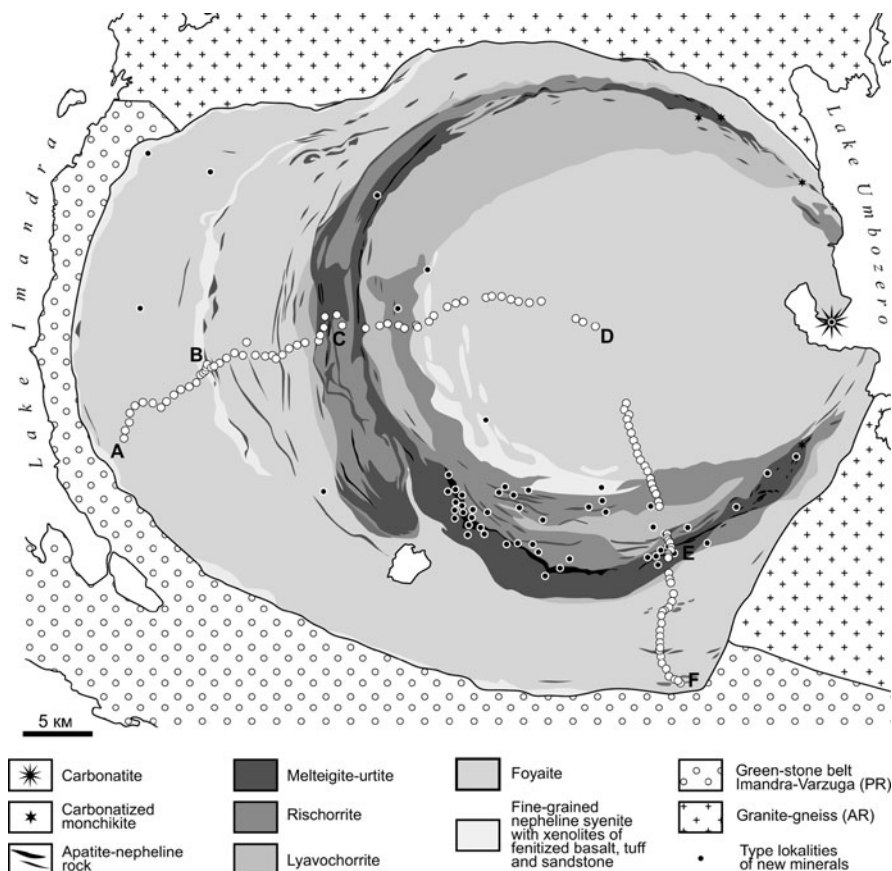 Lake Imandra
Lake Umbozero
B
C
D
A
E
F
5 км
Carbonatite
Carbonatized
monchikite
Apatite-nepheline
rock
Melteigite-urtite
Rischorrite
Lyavochorrite
Foyaite
Fine-grained
nepheline syenite
with xenoliths of
fenitized basalt, tuff
and sandstone
Green-stone belt
Imandra-Varzuga (PR)
Granite-gneiss (AR)
Type lokalities
of new minerals